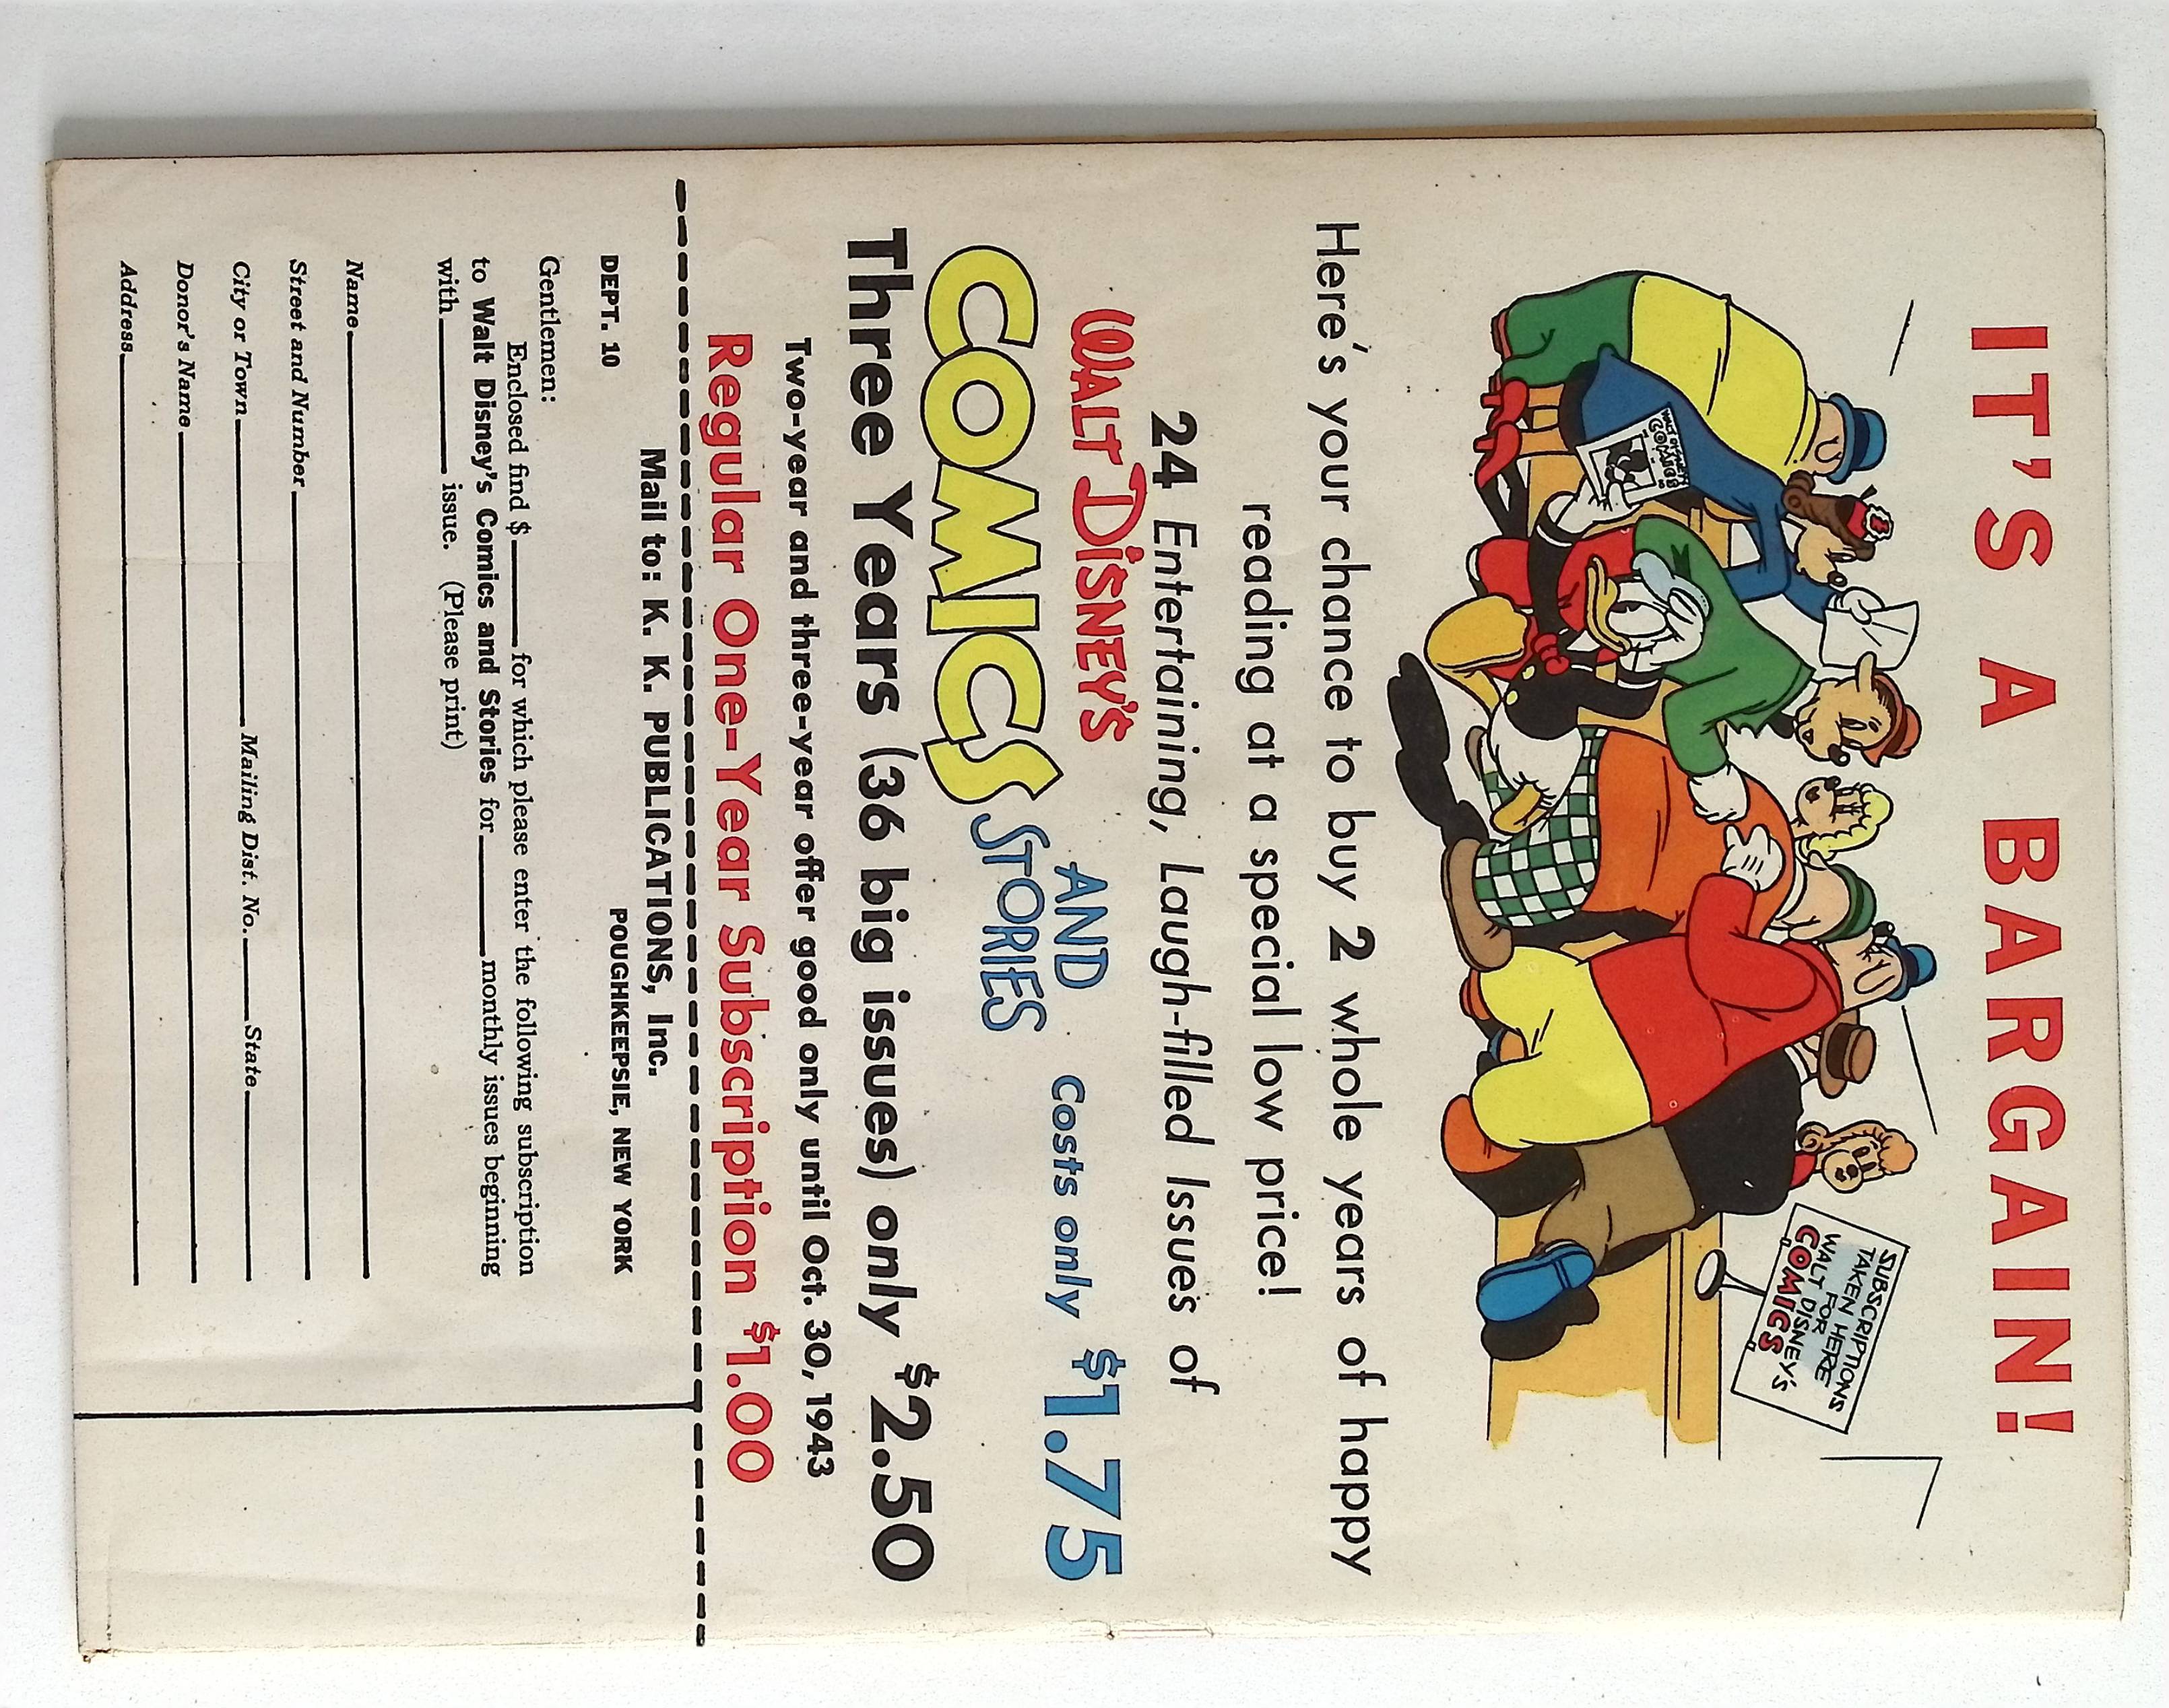 IT'S A BARGAIN!
WALT DISNEY'S
COMICS
SUBSCRIPTIONS
TAKEN HERE
FOR
WALT DISNEY'S
COMICS
Here's your chance to buy 2 whole years of happy
reading at a special low price!
24 Entertaining, Laugh-filled Issues of
WALT DISNEY'S
COMICS AND STORIES
Costs only $1.75
Three Years (36 big issues) only $2.50
Two-year and three-year offer good only until Oct. 30, 1943
Regular One-Year Subscription $1.00
Mail to: K. K. PUBLICATIONS, Inc.
DEPT. 10 POUGHKEEPSIE, NEW YORK
Gentlemen:
Enclosed find $ for which please enter the following subscription
to Walt Disney's Comics and Stories for monthly issues beginning
with issue. (Please print)
Name
Street and Number
City or Town Mailing Dist. No. State
Donor's Name
Address